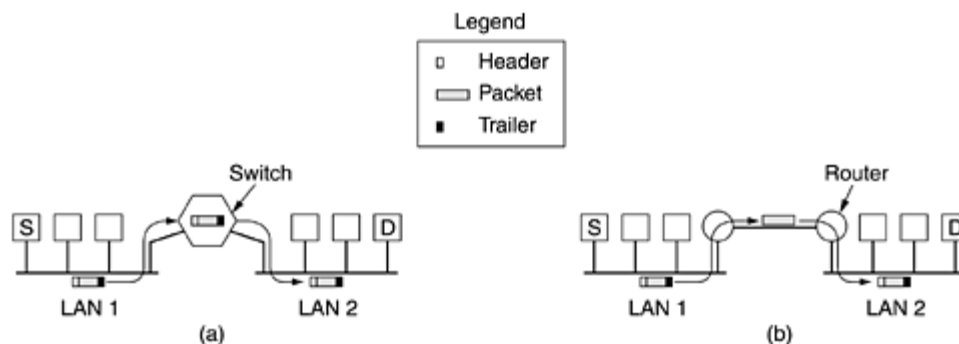 Legend
Header
Packet
Trailer
Switch
S
D
LAN 1
LAN 2
(a)
Router
S
D
LAN 1
LAN 2
(b)